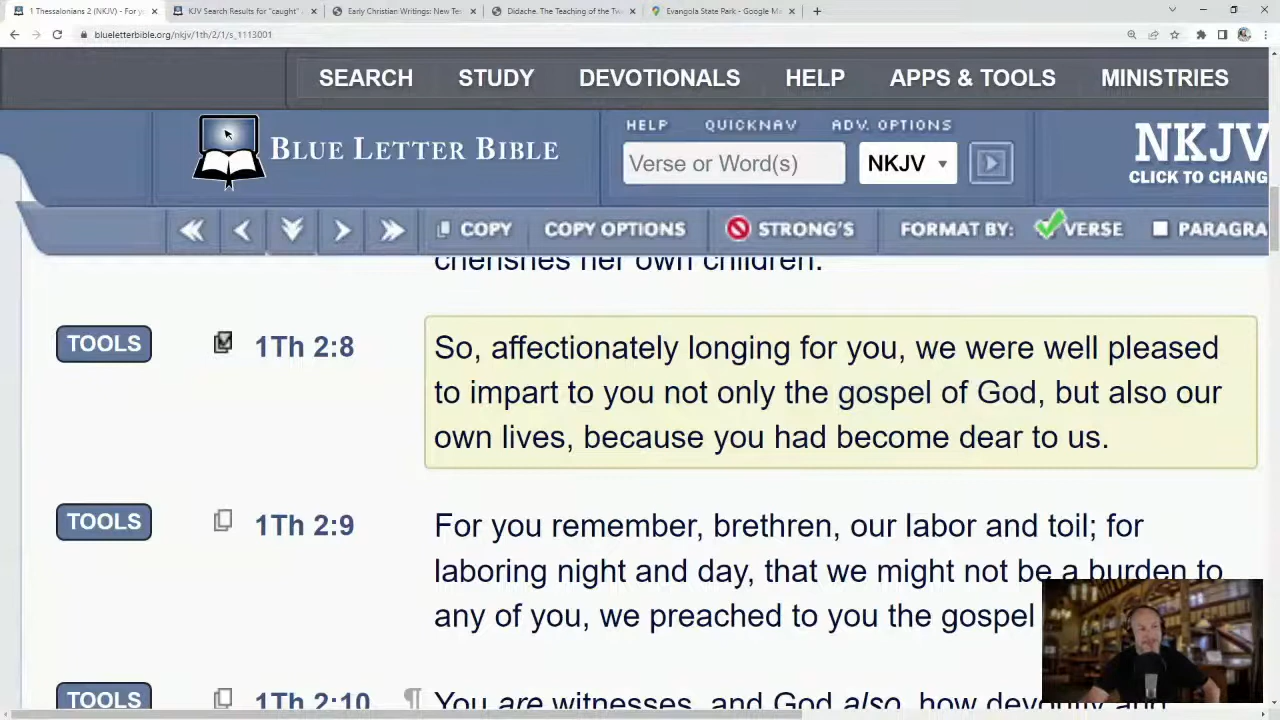 1 Thessalonians 2 (NKJV) - For yo
KJV Search Results for "caught"
Early Christian Writings: New Tes
Didache. The Teaching of the Tw
Evangola State Park - Google Ma
blueletterbible.org/nkjv/1th/2/1/s_1113001
SEARCH STUDY DEVOTIONALS HELP APPS & TOOLS MINISTRIES
HELP QUICKNAV ADV. OPTIONS
BLUE LETTER BIBLE
Verse or Word(s) NKJV
NKJV
CLICK TO CHANG
COPY COPY OPTIONS STRONG'S FORMAT BY: VERSE PARAGRA
cherishes her own children.
TOOLS 1Th 2:8 So, affectionately longing for you, we were well pleased
to impart to you not only the gospel of God, but also our
own lives, because you had become dear to us.
TOOLS 1Th 2:9 For you remember, brethren, our labor and toil; for
laboring night and day, that we might not be a burden to
any of you, we preached to you the gospel
TOOLS 1Th 2:10 ¶ You are witnesses, and God also, how devoutly and